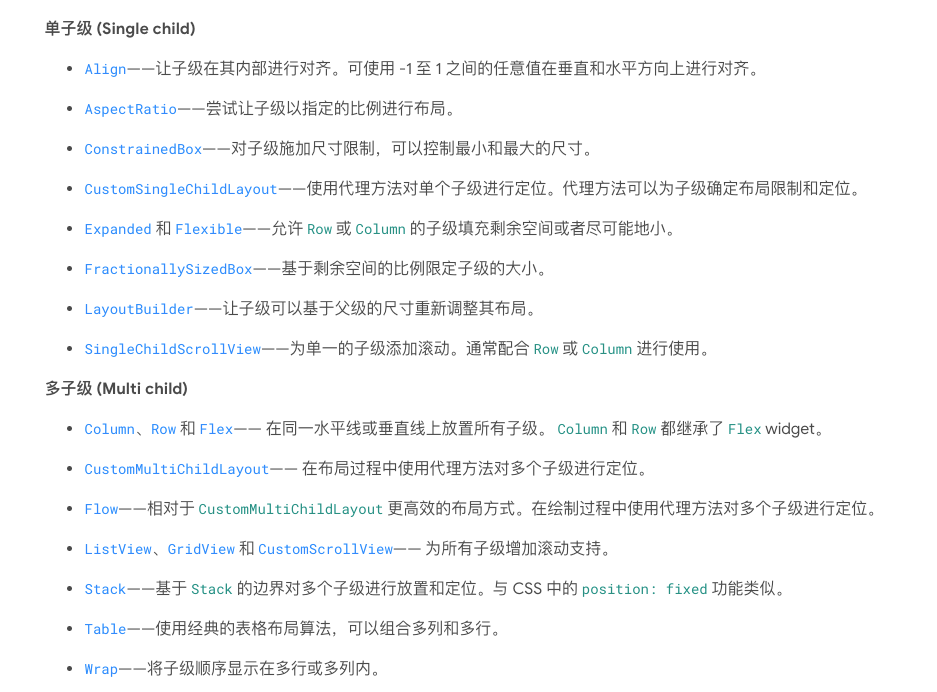 单子级 (Single child)
• Align——让子级在其内部进行对齐。可使用 -1 至 1 之间的任意值在垂直和水平方向上进行对齐。
• AspectRatio——尝试让子级以指定的比例进行布局。
• ConstrainedBox——对子级施加尺寸限制，可以控制最小和最大的尺寸。
• CustomSingleChildLayout——使用代理方法对单个子级进行定位。代理方法可以为子级确定布局限制和定位。
• Expanded 和 Flexible——允许 Row 或 Column 的子级填充剩余空间或者尽可能地小。
• FractionallySizedBox——基于剩余空间的比例限定子级的大小。
• LayoutBuilder——让子级可以基于父级的尺寸重新调整其布局。
• SingleChildScrollView——为单一的子级添加滚动。通常配合 Row 或 Column 进行使用。
多子级 (Multi child)
• Column、Row 和 Flex—— 在同一水平线或垂直线上放置所有子级。 Column 和 Row 都继承了 Flex widget。
• CustomMultiChildLayout—— 在布局过程中使用代理方法对多个子级进行定位。
• Flow——相对于 CustomMultiChildLayout 更高效的布局方式。在绘制过程中使用代理方法对多个子级进行定位。
• ListView、GridView 和 CustomScrollView—— 为所有子级增加滚动支持。
• Stack——基于 Stack 的边界对多个子级进行放置和定位。与 CSS 中的 position: fixed 功能类似。
• Table——使用经典的表格布局算法，可以组合多列和多行。
• Wrap——将子级顺序显示在多行或多列内。